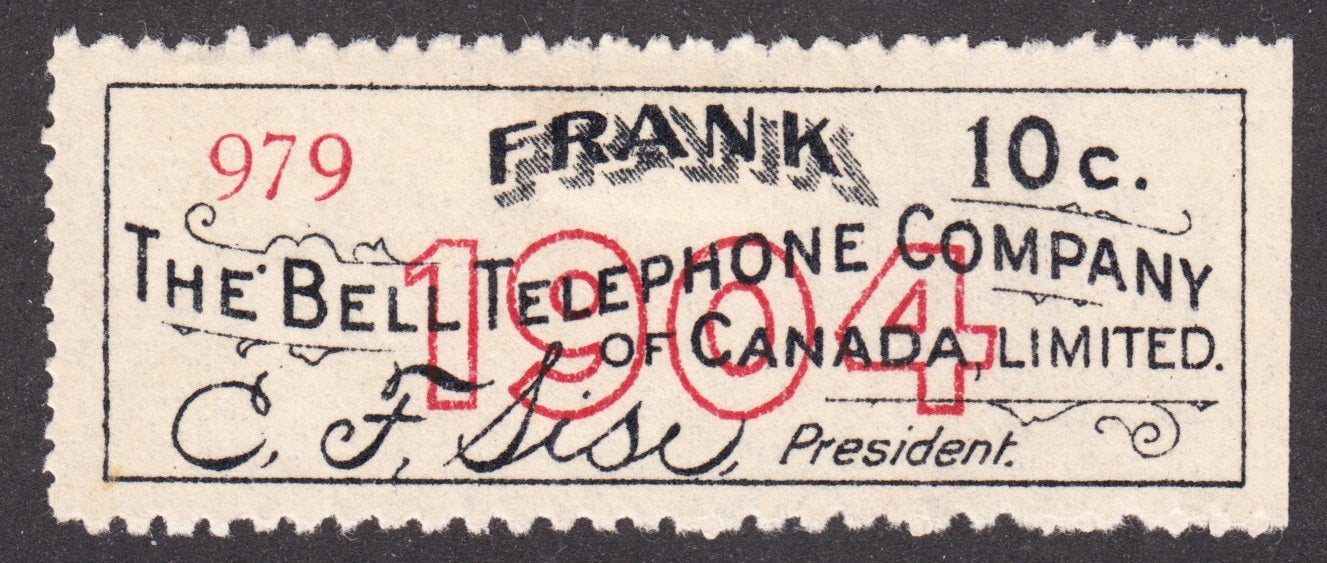 979 FRANK 10c.
THE BELL TELEPHONE COMPANY
OF CANADA, LIMITED.
1904
C. F. Sise, President.